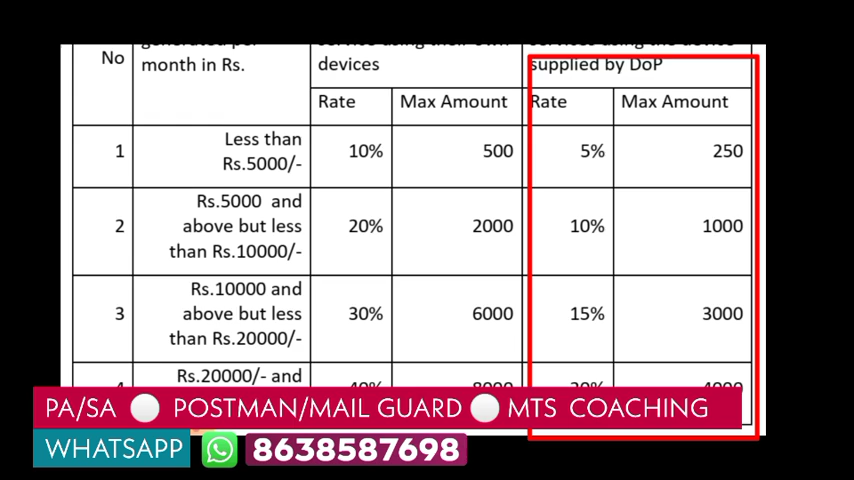 No
month in Rs.
devices
supplied by DoP
Rate
Max Amount
Rate
Max Amount
1
Less than
Rs.5000/-
10%
500
5%
250
2
Rs.5000 and
above but less
than Rs.10000/-
20%
2000
10%
1000
3
Rs.10000 and
above but less
than Rs.20000/-
30%
6000
15%
3000
Rs.20000/- and
PA/SA POSTMAN/MAIL GUARD MTS COACHING
WHATSAPP 8638587698